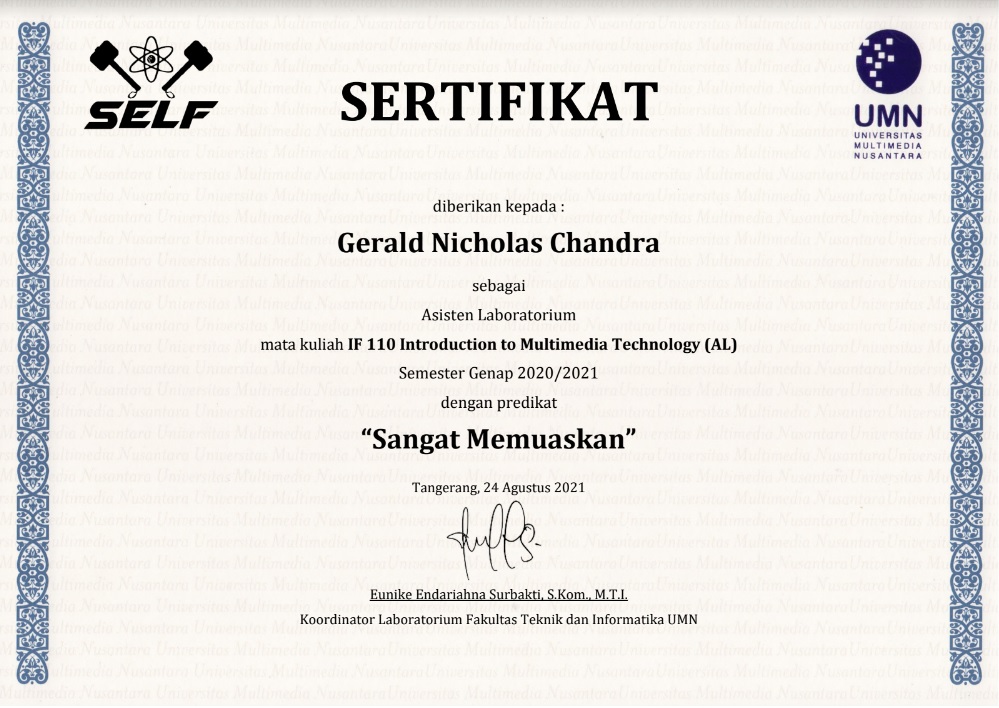 SELF
SERTIFIKAT
UMN
UNIVERSITAS
MULTIMEDIA
NUSANTARA
diberikan kepada :
Gerald Nicholas Chandra
sebagai
Asisten Laboratorium
mata kuliah IF 110 Introduction to Multimedia Technology (AL)
Semester Genap 2020/2021
dengan predikat
“Sangat Memuaskan”
Tangerang, 24 Agustus 2021
Eunike Endariahna Surbakti, S.Kom., M.T.I.
Koordinator Laboratorium Fakultas Teknik dan Informatika UMN